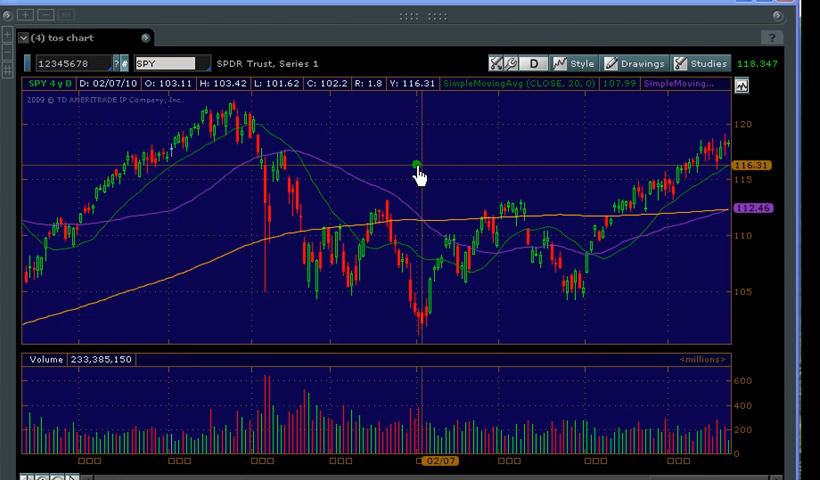 (4) tos chart
?
12345678
?
#
SPY
SPDR Trust, Series 1
D
Style
Drawings
Studies
118.347
SPY 4 y D
D: 02/07/10
O: 103.11
H: 103.42
L: 101.62
C: 102.2
R: 1.8
Y: 116.31
SimpleMovingAvg (CLOSE, 20, 0)
107.99
SimpleMoving...
2009 © TD AMERITRADE IP Company, Inc.
120
116.31
115
112.46
110
105
Volume
233,385,150
<millions>
600
400
200
0
02/07